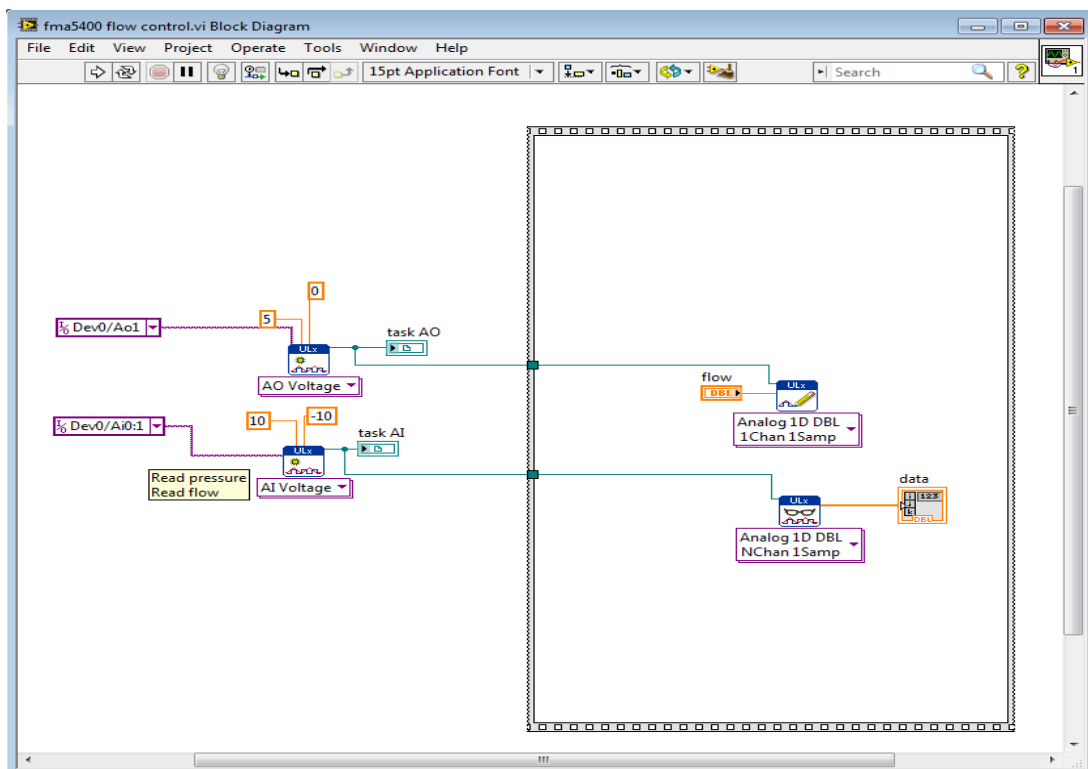 fma5400 flow control.vi Block Diagram
File Edit View Project Operate Tools Window Help
15pt Application Font
Search
1
0
5
Dev0/Ao1
task AO
ULx
AO Voltage
flow
DBL
ULx
Analog 1D DBL
1Chan 1Samp
10
-10
Dev0/Ai0:1
task AI
ULx
AI Voltage
Read pressure
Read flow
data
123
DBL
ULx
Analog 1D DBL
NChan 1Samp